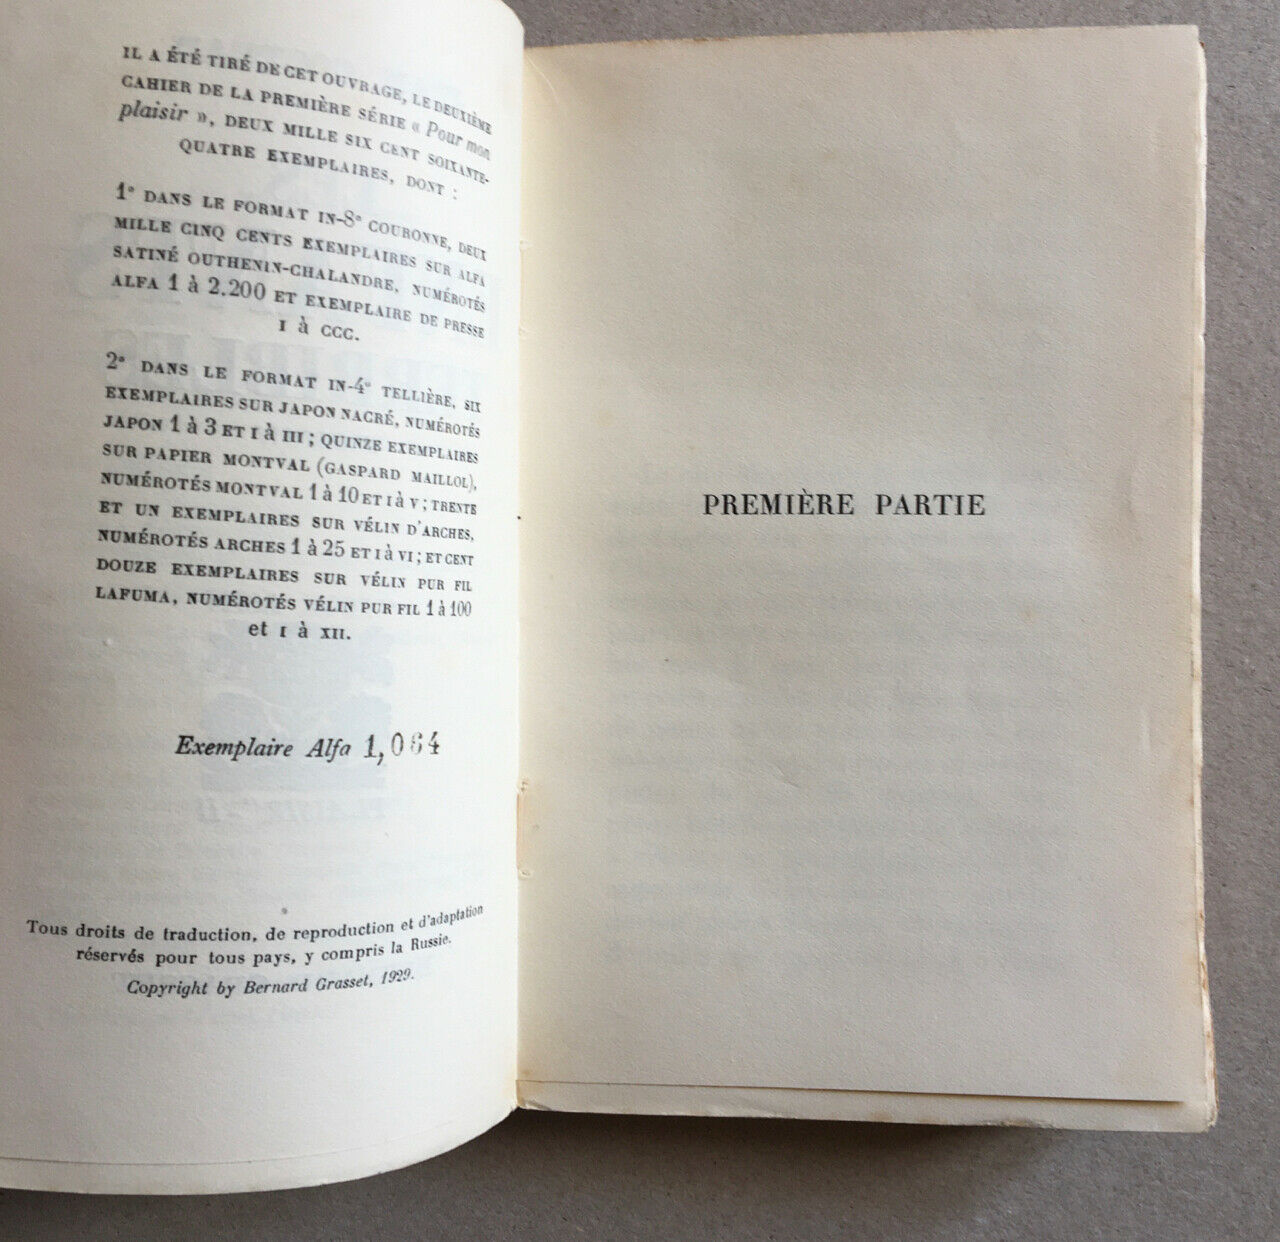 IL A ÉTÉ TIRÉ DE CET OUVRAGE, LE DEUXIÈME
CAHIER DE LA PREMIÈRE SÉRIE « Pour mon
plaisir », DEUX MILLE SIX CENT SOIXANTE-
QUATRE EXEMPLAIRES, DONT :
1° DANS LE FORMAT IN-8° COURONNE, DEUX
MILLE CINQ CENTS EXEMPLAIRES SUR ALFA
SATINÉ OUTHENIN-CHALANDRE, NUMÉROTÉS
ALFA 1 à 2.200 ET EXEMPLAIRE DE PRESSE
I à CCC.
2° DANS LE FORMAT IN-4° TELLIÈRE, SIX
EXEMPLAIRES SUR JAPON NACRÉ, NUMÉROTÉS
JAPON 1 à 3 ET I à III ; QUINZE EXEMPLAIRES
SUR PAPIER MONTVAL (GASPARD MAILLOL),
NUMÉROTÉS MONTVAL 1 à 10 ET I à V ; TRENTE
ET UN EXEMPLAIRES SUR VÉLIN D'ARCHES,
NUMÉROTÉS ARCHES 1 à 25 ET I à VI ; ET CENT
DOUZE EXEMPLAIRES SUR VÉLIN PUR FIL
LAFUMA, NUMÉROTÉS VÉLIN PUR FIL 1 à 100
et I à XII.
Exemplaire Alfa 1,064
Tous droits de traduction, de reproduction et d'adaptation
réservés pour tous pays, y compris la Russie.
Copyright by Bernard Grasset, 1929.
PREMIÈRE PARTIE